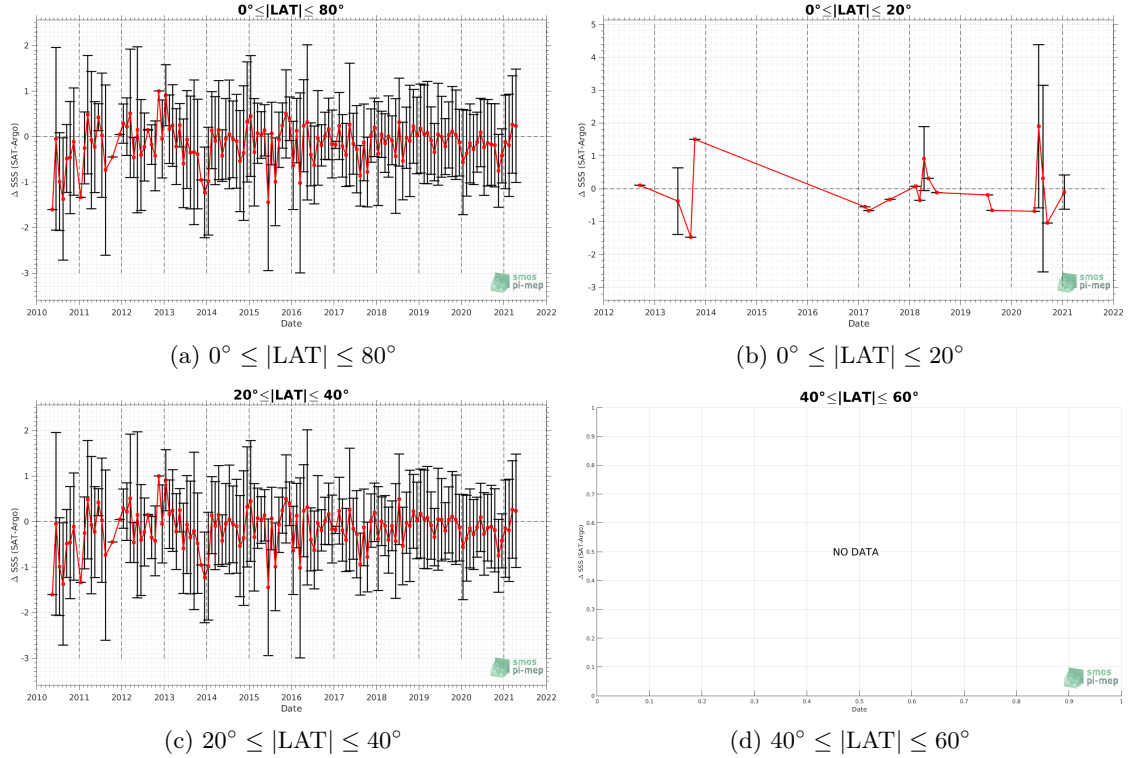 0°≤|LAT|≤ 80°
Δ SSS (SAT-Argo)
2
1
0
-1
-2
-3
2010 2011 2012 2013 2014 2015 2016 2017 2018 2019 2020 2021 2022
Date
smos
pi-mep
(a) 0° ≤ |LAT| ≤ 80°
0°≤|LAT|≤ 20°
Δ SSS (SAT-Argo)
5
4
3
2
1
0
-1
-2
-3
2012 2013 2014 2015 2016 2017 2018 2019 2020 2021 2022
Date
smos
pi-mep
(b) 0° ≤ |LAT| ≤ 20°
20°≤|LAT|≤ 40°
Δ SSS (SAT-Argo)
2
1
0
-1
-2
-3
2010 2011 2012 2013 2014 2015 2016 2017 2018 2019 2020 2021 2022
Date
smos
pi-mep
(c) 20° ≤ |LAT| ≤ 40°
40°≤|LAT|≤ 60°
Δ SSS (SAT-Argo)
1
0.9
0.8
0.7
0.6
0.5
0.4
0.3
0.2
0.1
0
NO DATA
0 0.1 0.2 0.3 0.4 0.5 0.6 0.7 0.8 0.9 1
Date
smos
pi-mep
(d) 40° ≤ |LAT| ≤ 60°